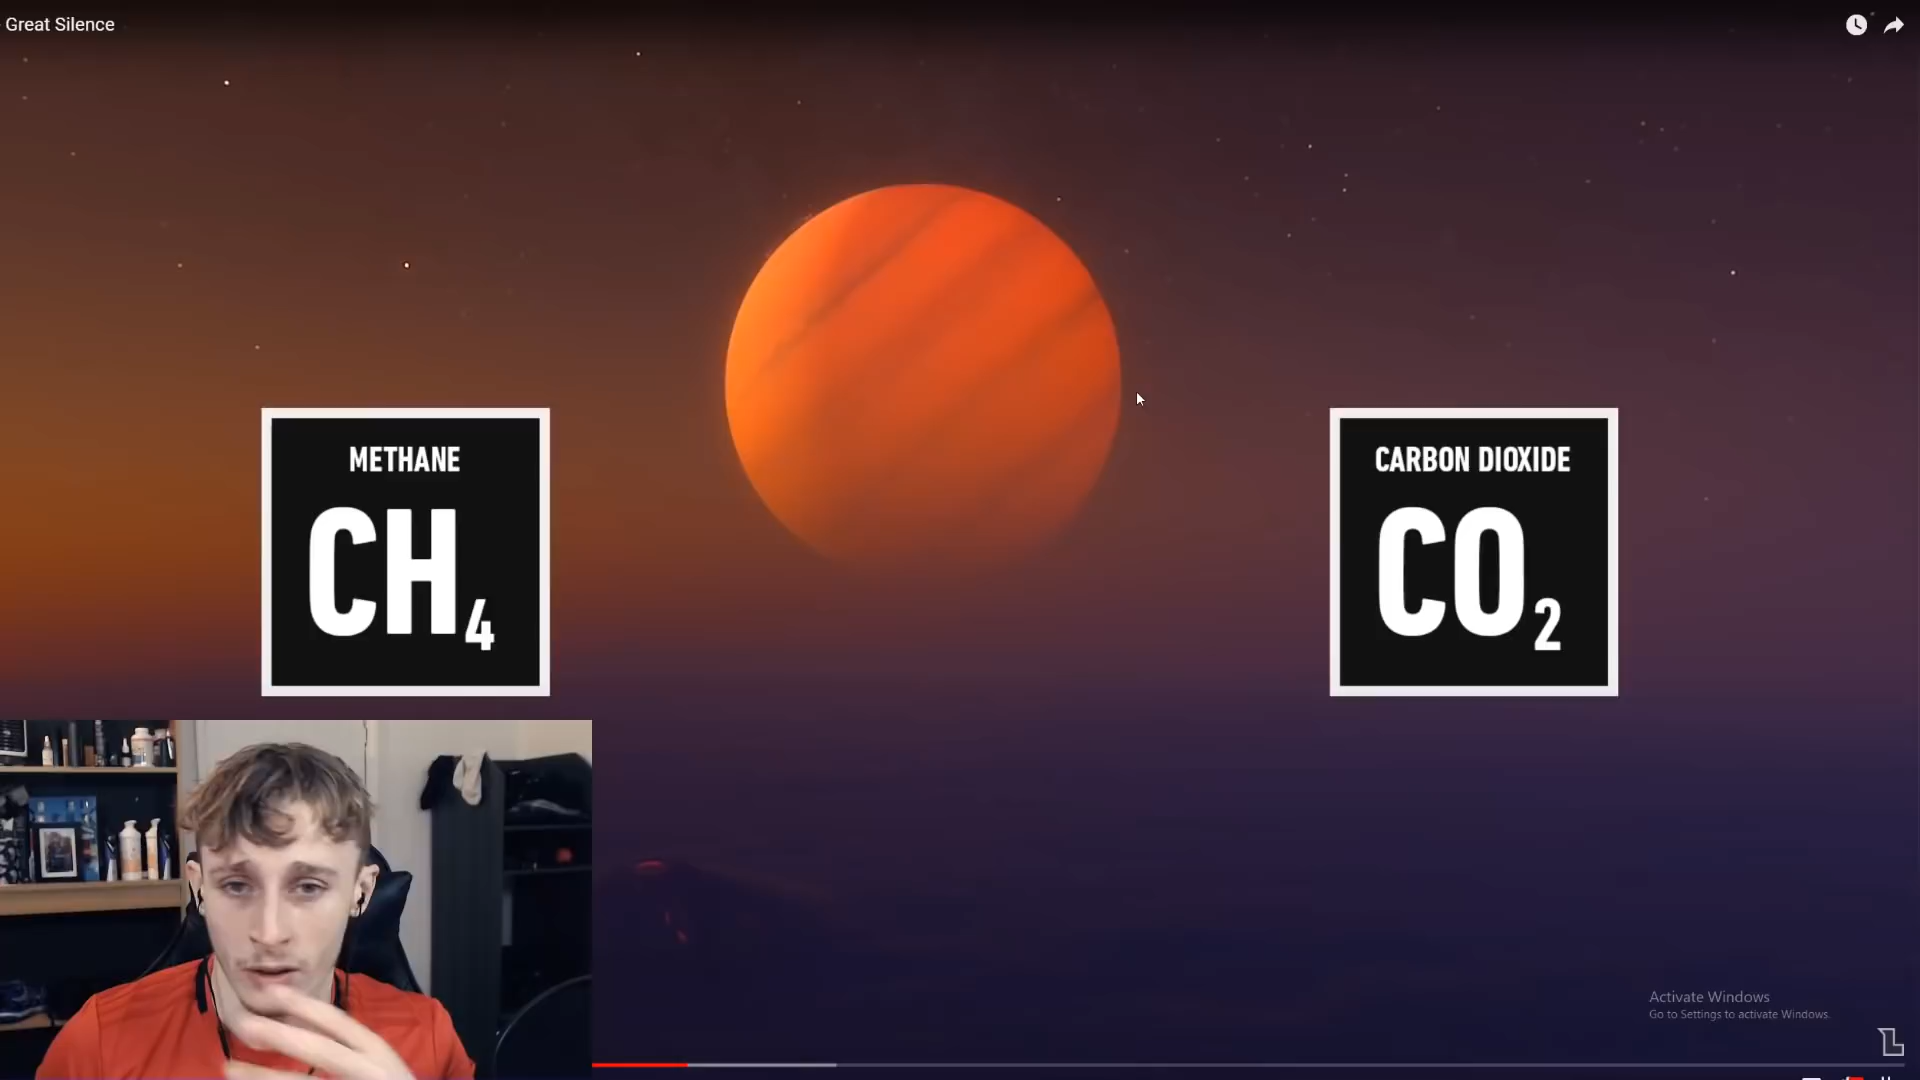 Great Silence
METHANE
CH₄
CARBON DIOXIDE
CO₂
Activate Windows
Go to Settings to activate Windows.